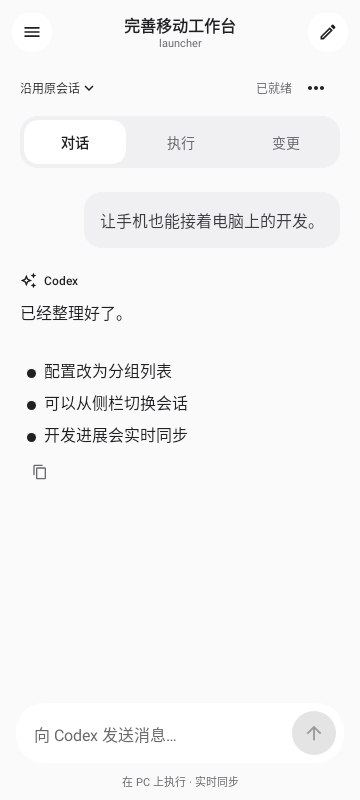 完善移动工作台
launcher
沿用原会话
已就绪
对话
执行
变更
让手机也能接着电脑上的开发。
Codex
已经整理好了。
配置改为分组列表
可以从侧栏切换会话
开发进展会实时同步
向 Codex 发送消息...
在 PC 上执行 · 实时同步